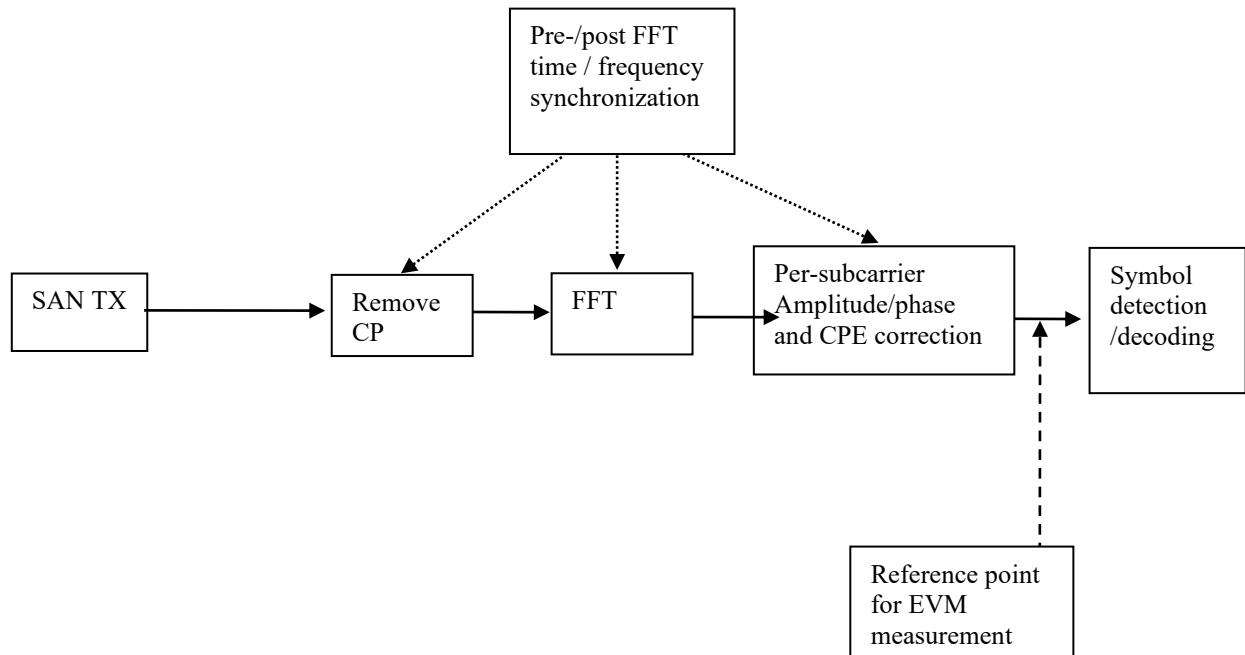 Pre-/post FFT
time / frequency
synchronization
SAN TX
Remove
CP
FFT
Per-subcarrier
Amplitude/phase
and CPE correction
Symbol
detection
/decoding
Reference point
for EVM
measurement